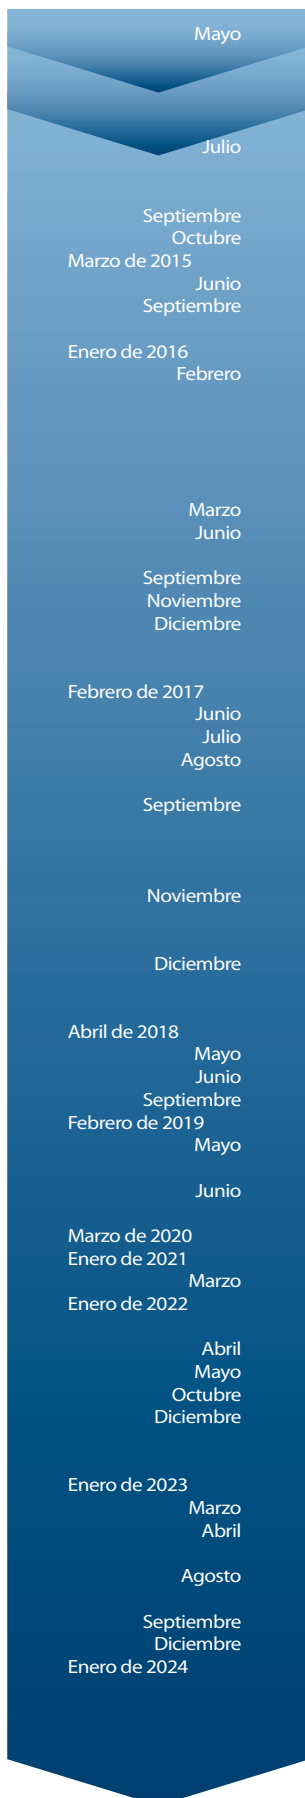 Mayo
Julio
Septiembre
Octubre
Marzo de 2015
Junio
Septiembre
Enero de 2016
Febrero
Marzo
Junio
Septiembre
Noviembre
Diciembre
Febrero de 2017
Junio
Julio
Agosto
Septiembre
Noviembre
Diciembre
Abril de 2018
Mayo
Junio
Septiembre
Febrero de 2019
Mayo
Junio
Marzo de 2020
Enero de 2021
Marzo
Enero de 2022
Abril
Mayo
Octubre
Diciembre
Enero de 2023
Marzo
Abril
Agosto
Septiembre
Diciembre
Enero de 2024